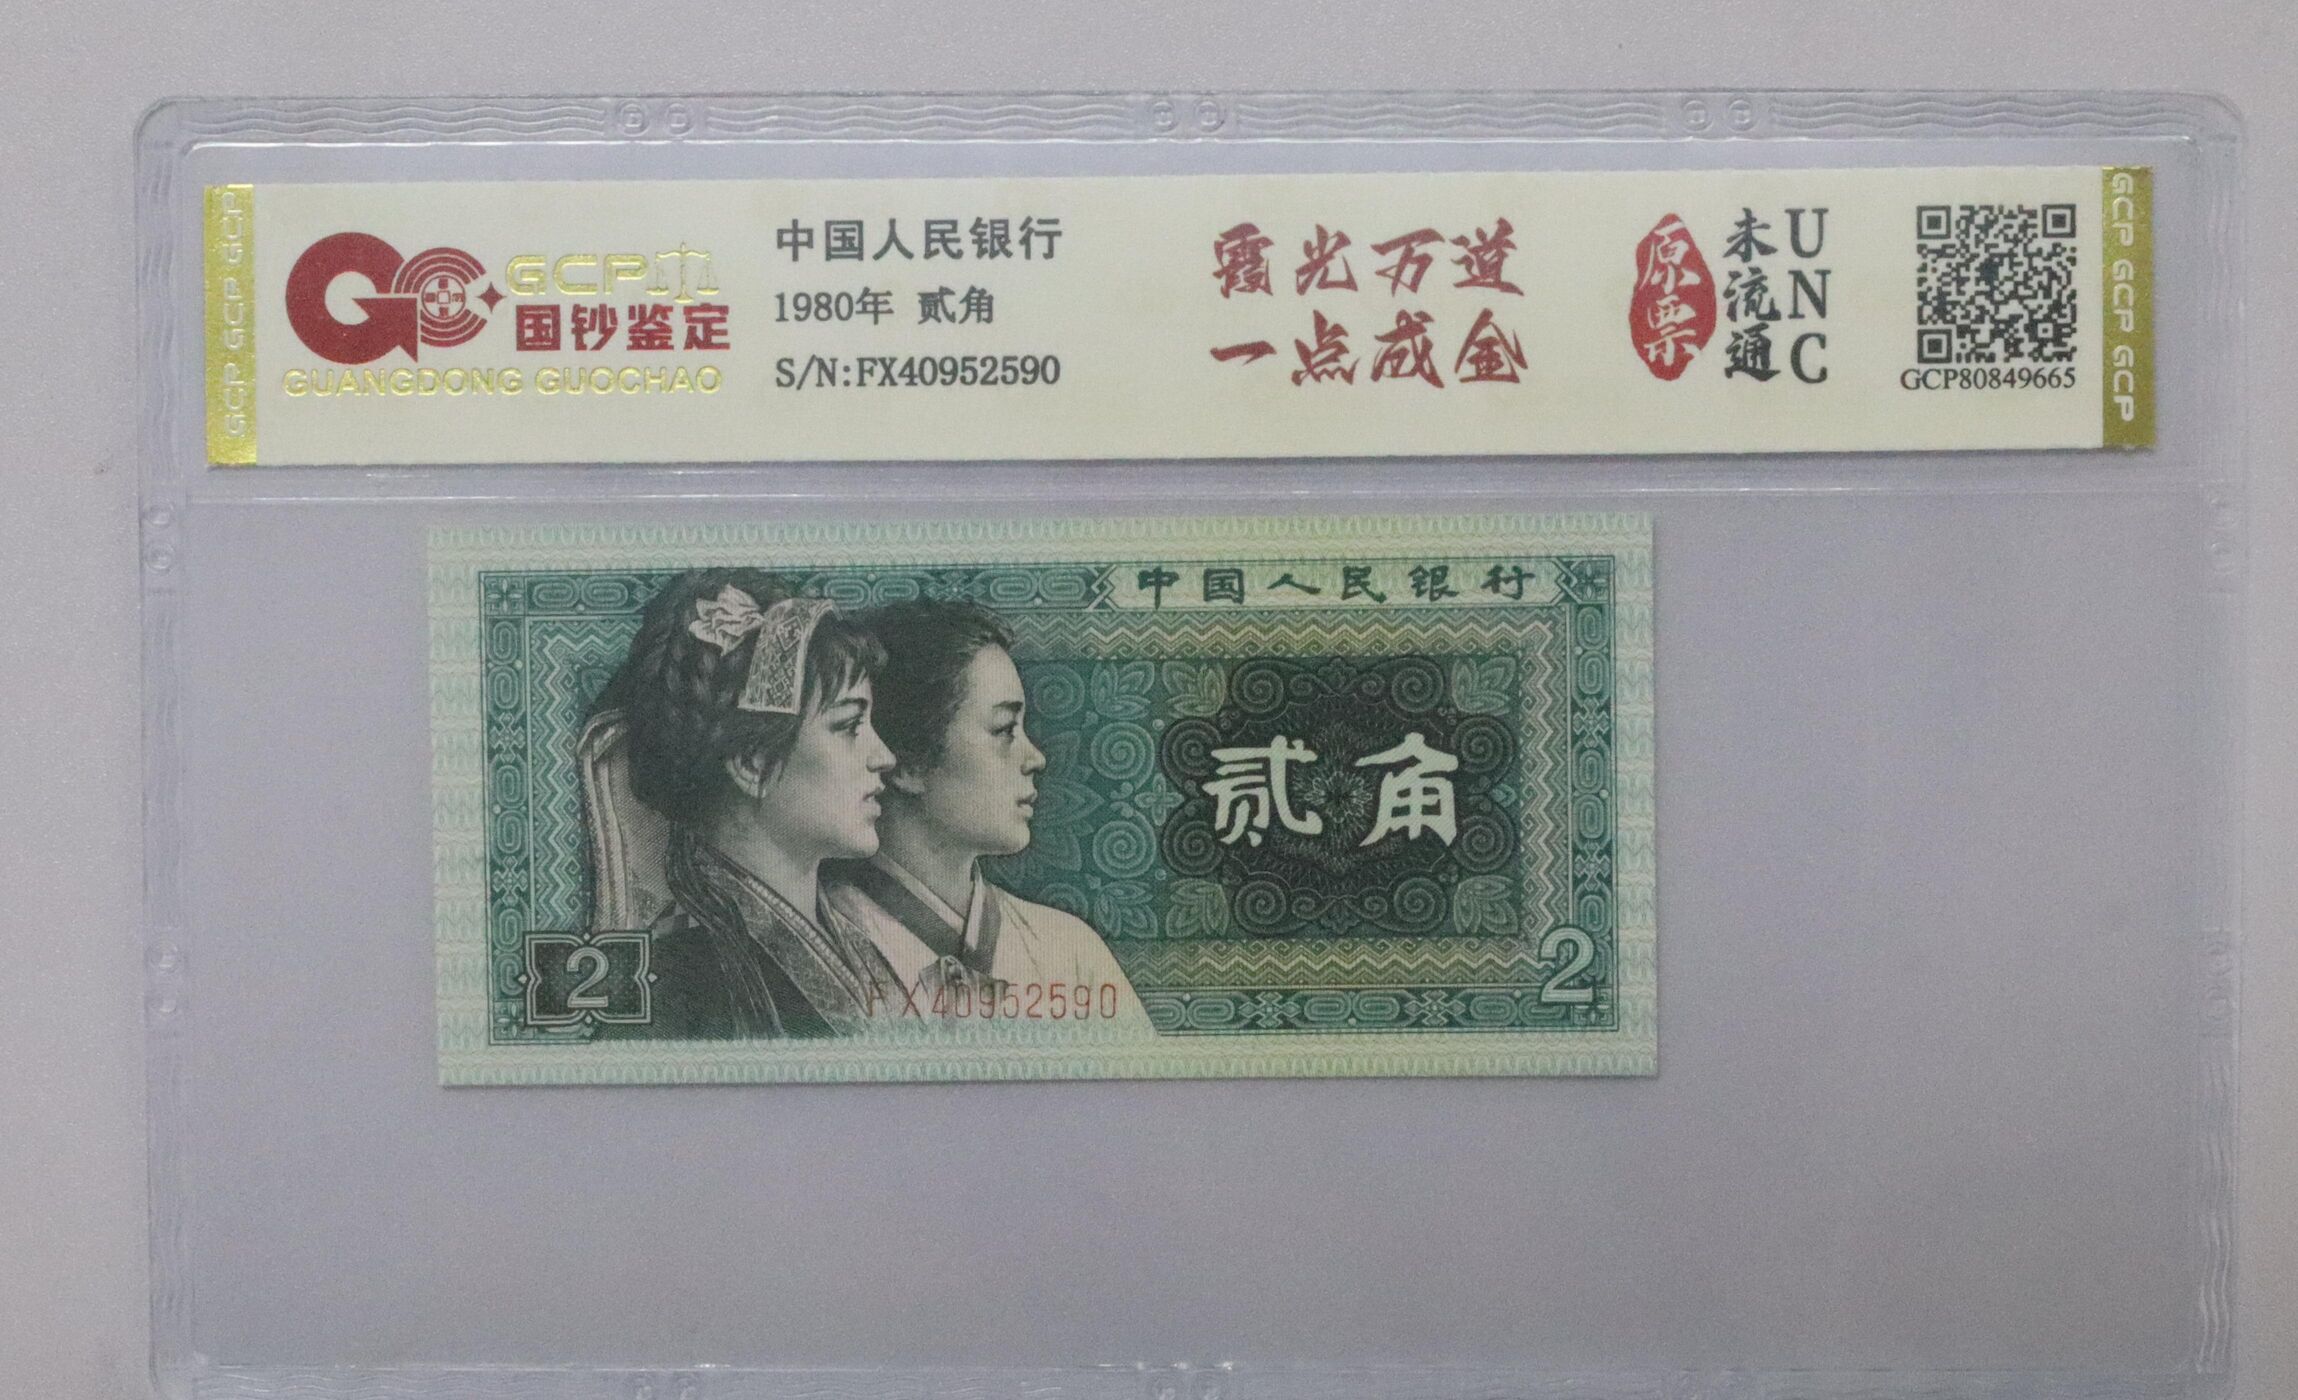 GCP
国钞鉴定
GUANGDONG GUOCHAO
中国人民银行
1980年 贰角
S/N:FX40952590
霞光万道
一点成金
原票
未流通
UNC
GCP80849665
GCP GCP GCP
GCP GCP GCP
中国人民银行
贰角
2
2
FX40952590